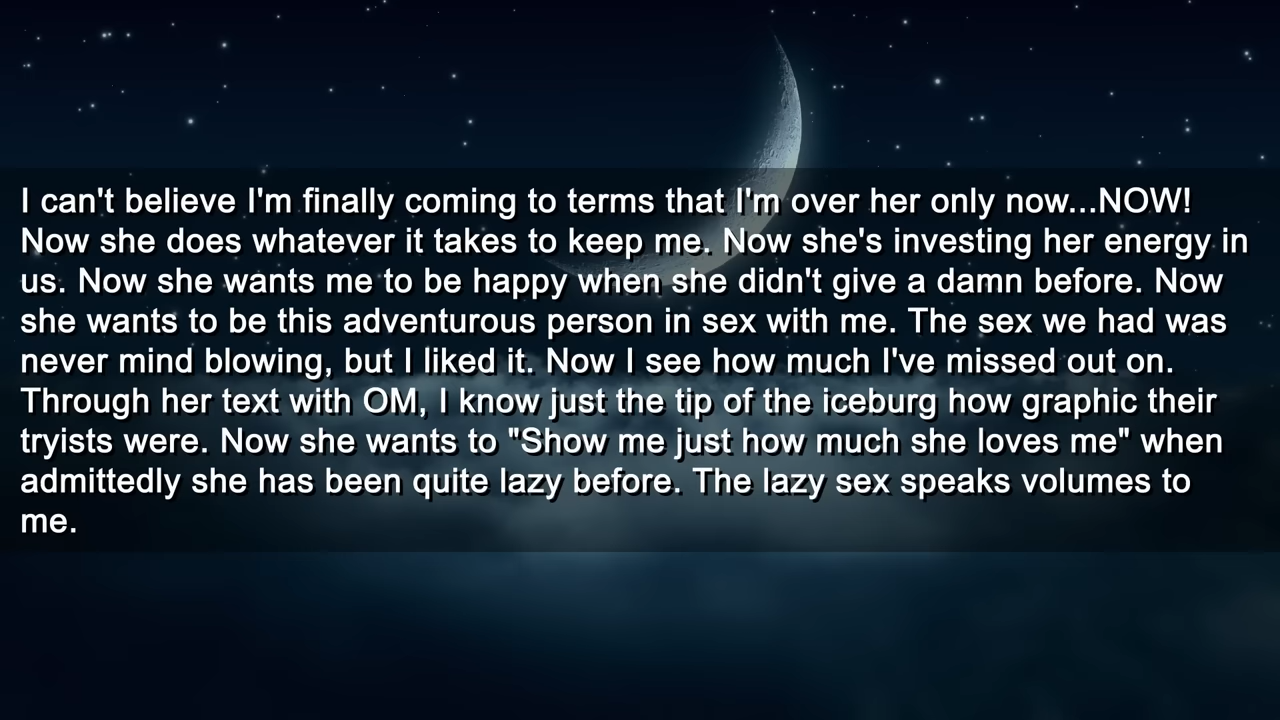 I can't believe I'm finally coming to terms that I'm over her only now...NOW!
Now she does whatever it takes to keep me. Now she's investing her energy in
us. Now she wants me to be happy when she didn't give a damn before. Now
she wants to be this adventurous person in sex with me. The sex we had was
never mind blowing, but I liked it. Now I see how much I've missed out on.
Through her text with OM, I know just the tip of the iceburg how graphic their
tryists were. Now she wants to "Show me just how much she loves me" when
admittedly she has been quite lazy before. The lazy sex speaks volumes to
me.